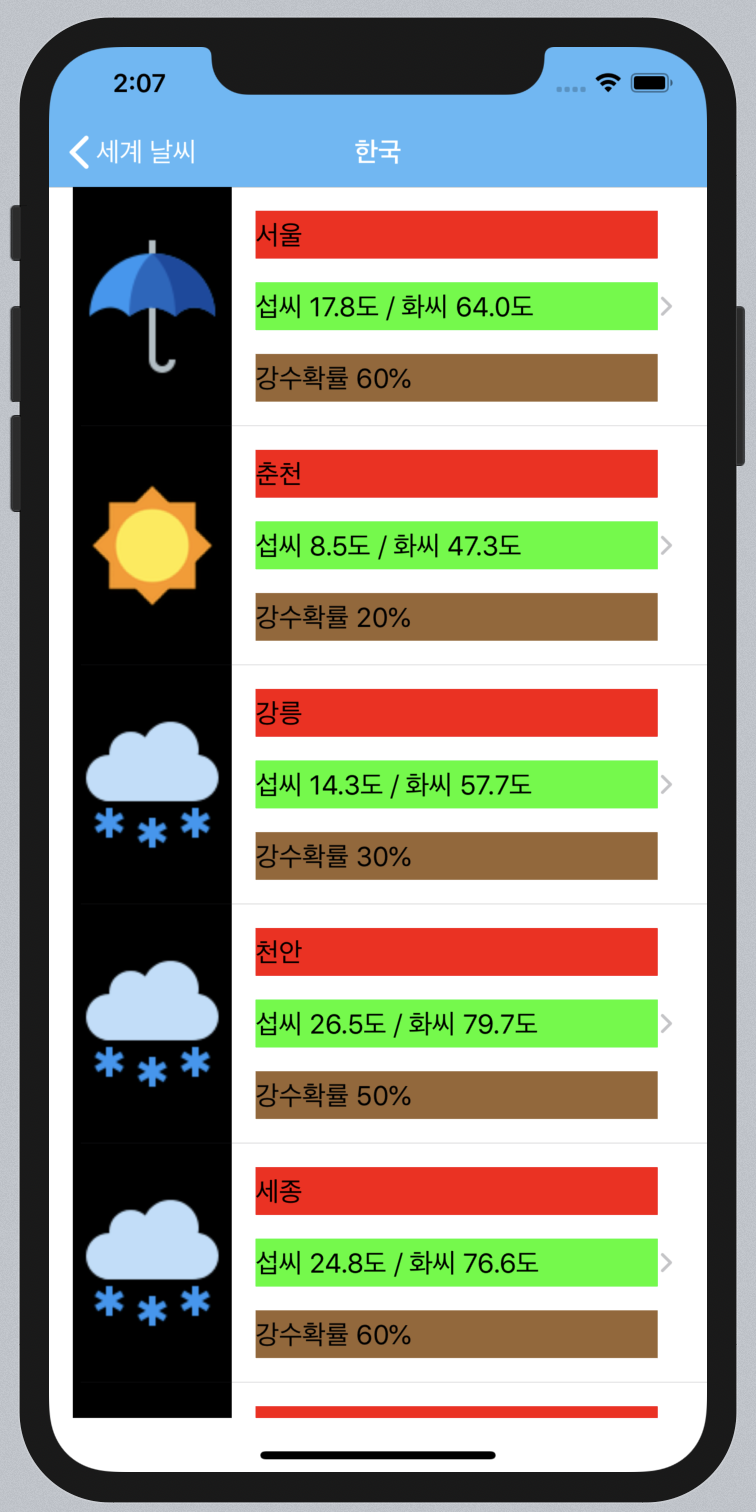 2:07
세계 날씨
한국
서울
섭씨 17.8도 / 화씨 64.0도
강수확률 60%
춘천
섭씨 8.5도 / 화씨 47.3도
강수확률 20%
강릉
섭씨 14.3도 / 화씨 57.7도
강수확률 30%
천안
섭씨 26.5도 / 화씨 79.7도
강수확률 50%
세종
섭씨 24.8도 / 화씨 76.6도
강수확률 60%